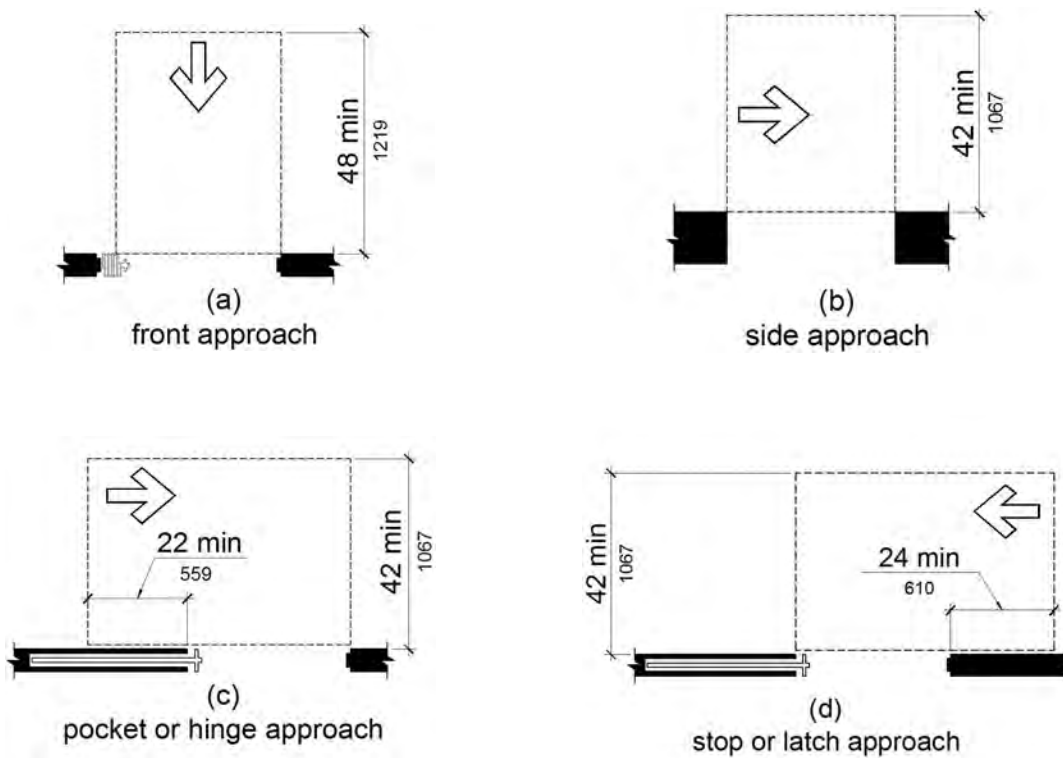 48 min
1219
(a)
front approach
42 min
1067
(b)
side approach
22 min
559
42 min
1067
(c)
pocket or hinge approach
42 min
1067
24 min
610
(d)
stop or latch approach